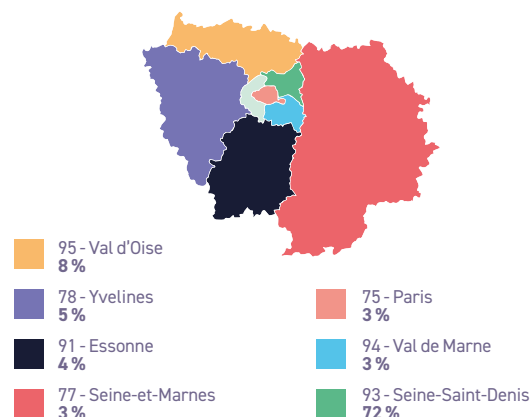 95 - Val d'Oise
8 %
78 - Yvelines
5 %
91 - Essonne
4 %
77 - Seine-et-Marnes
3 %
75 - Paris
3 %
94 - Val de Marne
3 %
93 - Seine-Saint-Denis
72 %